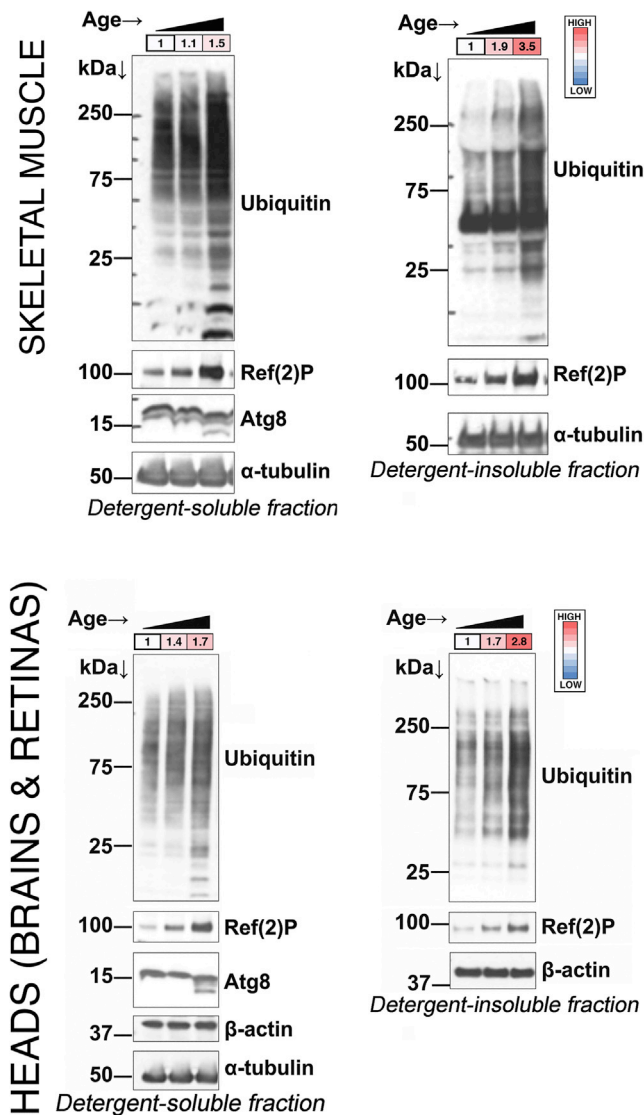 SKELETAL MUSCLE
Age→
1 1.1 1.5
kDa↓
250
75
25
Ubiquitin
100
Ref(2)P
15
Atg8
50
α-tubulin
Detergent-soluble fraction
Age→
1 1.9 3.5
HIGH
LOW
kDa↓
250
75
25
Ubiquitin
100
Ref(2)P
50
α-tubulin
Detergent-insoluble fraction
HEADS (BRAINS & RETINAS)
Age→
1 1.4 1.7
kDa↓
250
75
25
Ubiquitin
100
Ref(2)P
15
Atg8
37
β-actin
50
α-tubulin
Detergent-soluble fraction
Age→
1 1.7 2.8
HIGH
LOW
kDa↓
250
75
25
Ubiquitin
100
Ref(2)P
37
β-actin
Detergent-insoluble fraction